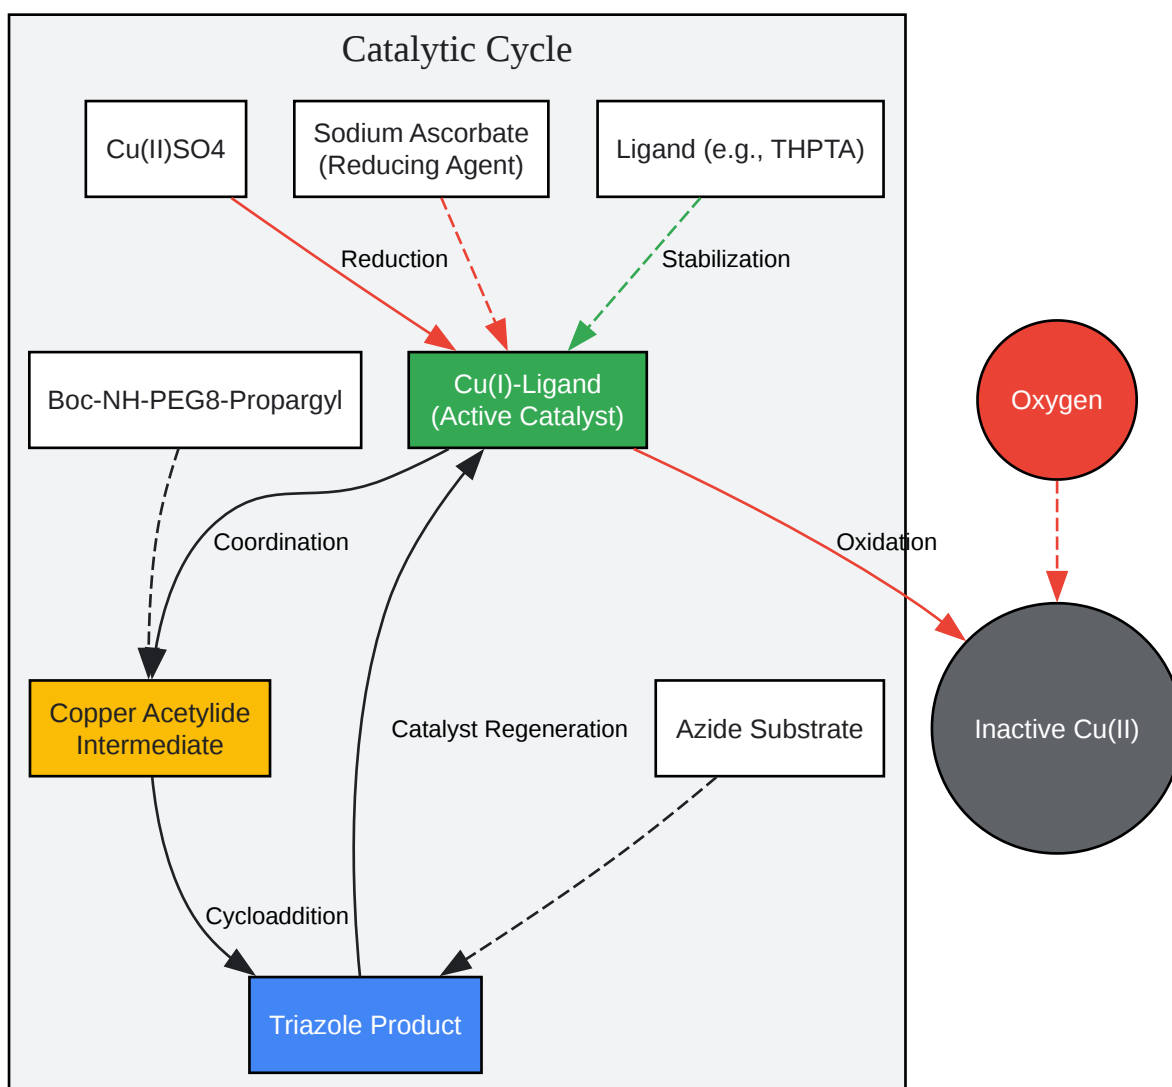 Catalytic Cycle
Cu(II)SO4
Sodium Ascorbate
(Reducing Agent)
Ligand (e.g., THPTA)
Reduction
Stabilization
Boc-NH-PEG8-Propargyl
Cu(I)-Ligand
(Active Catalyst)
Oxygen
Coordination
Oxidation
Copper Acetylide
Intermediate
Catalyst Regeneration
Azide Substrate
Inactive Cu(II)
Cycloaddition
Triazole Product